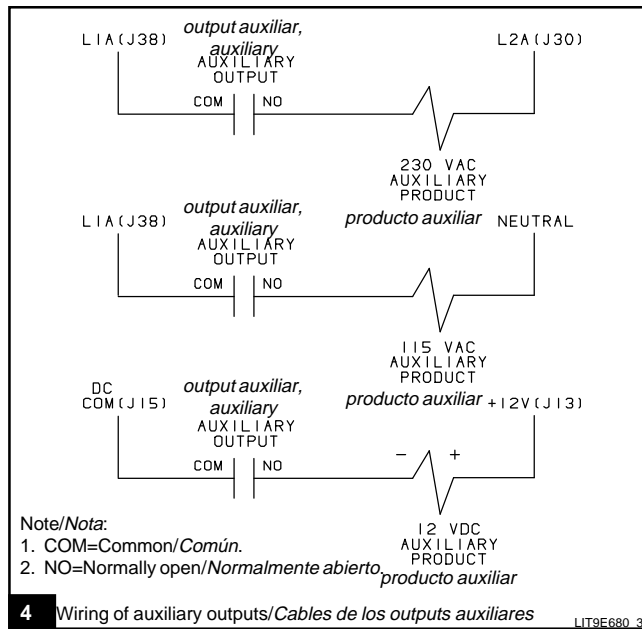 LIA(J38)
output auxiliar,
auxiliary
AUXILIARY
OUTPUT
L2A(J30)
COM
NO
230 VAC
AUXILIARY
PRODUCT
producto auxiliar
LIA(J38)
output auxiliar,
auxiliary
AUXILIARY
OUTPUT
NEUTRAL
COM
NO
115 VAC
AUXILIARY
PRODUCT
producto auxiliar
DC
COM(J15)
output auxiliar,
auxiliary
AUXILIARY
OUTPUT
+12V(J13)
COM
NO
– +
12 VDC
AUXILIARY
PRODUCT
producto auxiliar
Note/Nota:
1. COM=Common/Común.
2. NO=Normally open/Normalmente abierto.
4 Wiring of auxiliary outputs/Cables de los outputs auxiliares
LIT9E680_3